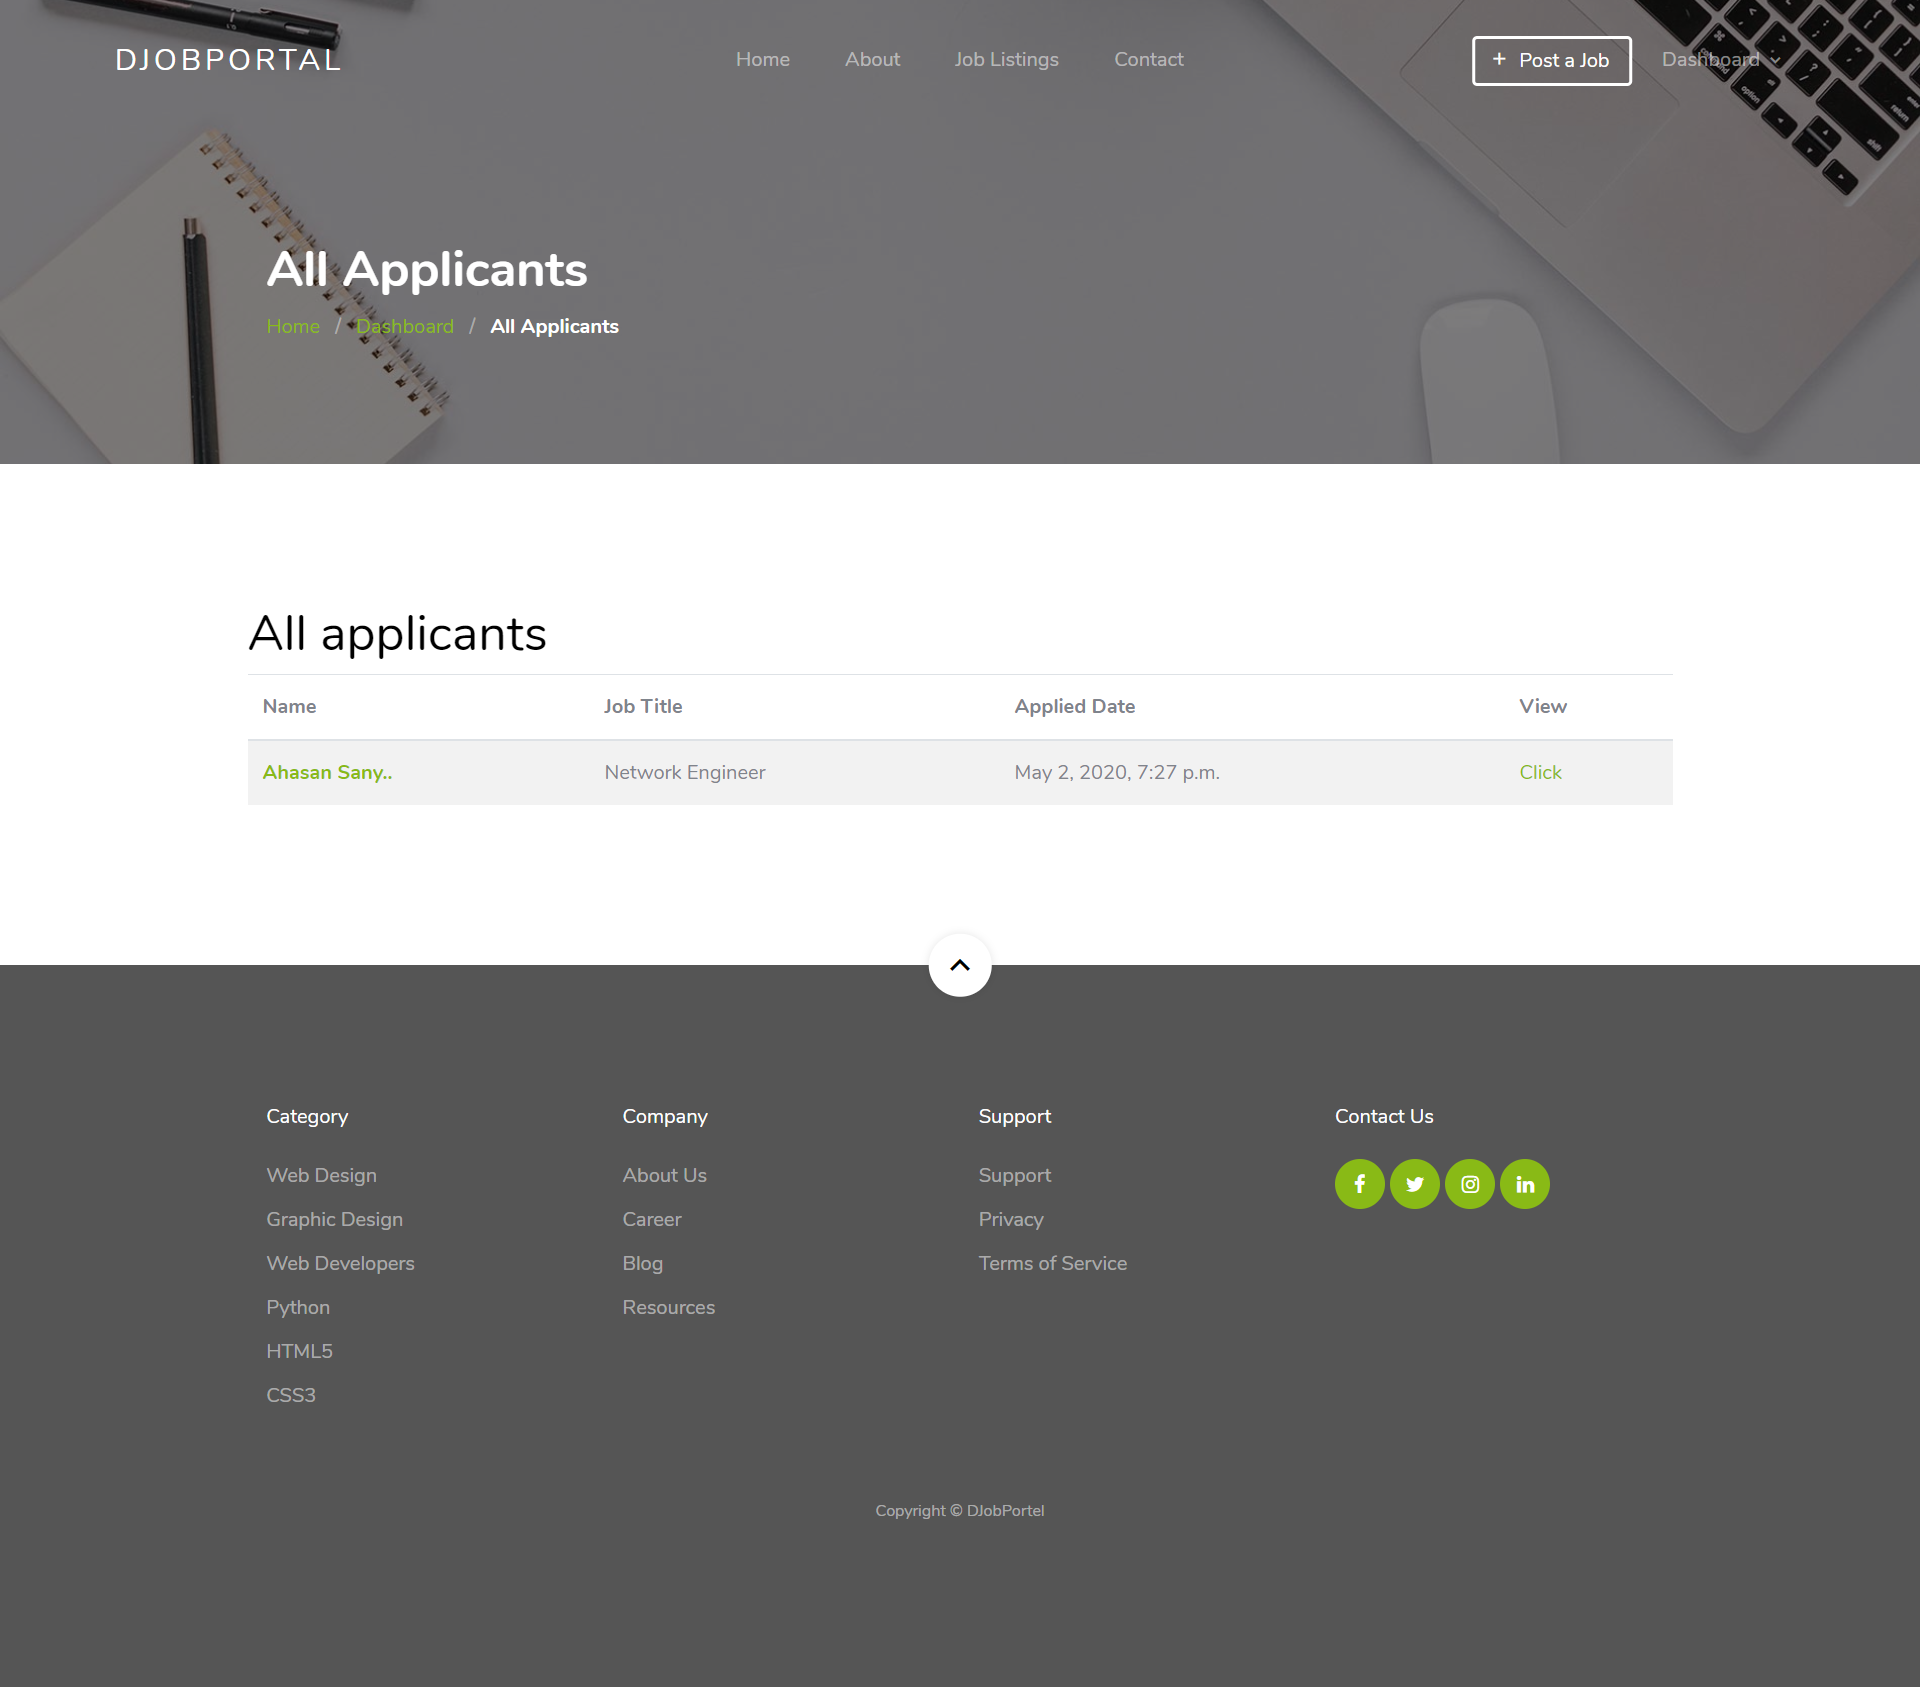 DJOBPORTAL
Home About Job Listings Contact
+ Post a Job
Dashboard
All Applicants
Home / Dashboard / All Applicants
All applicants
Name Job Title Applied Date View
Ahasan Sany.. Network Engineer May 2, 2020, 7:27 p.m. Click
Category
Web Design
Graphic Design
Web Developers
Python
HTML5
CSS3
Company
About Us
Career
Blog
Resources
Support
Support
Privacy
Terms of Service
Contact Us
Copyright © DJobPortel